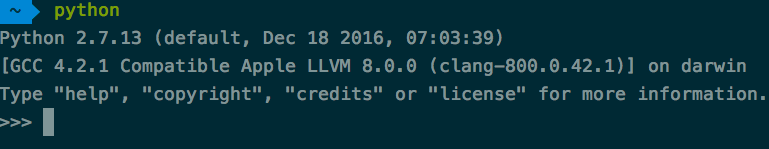 ~ python
Python 2.7.13 (default, Dec 18 2016, 07:03:39)
[GCC 4.2.1 Compatible Apple LLVM 8.0.0 (clang-800.0.42.1)] on darwin
Type "help", "copyright", "credits" or "license" for more information.
>>>